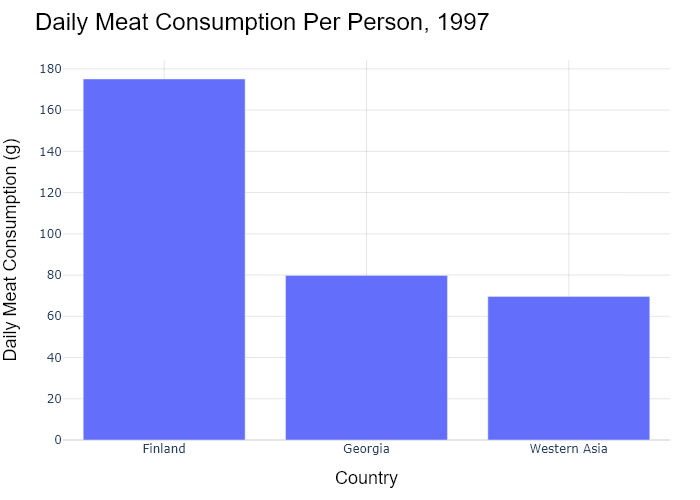 Daily Meat Consumption Per Person, 1997
Daily Meat Consumption (g)
180
160
140
120
100
80
60
40
20
0
Finland Georgia Western Asia
Country